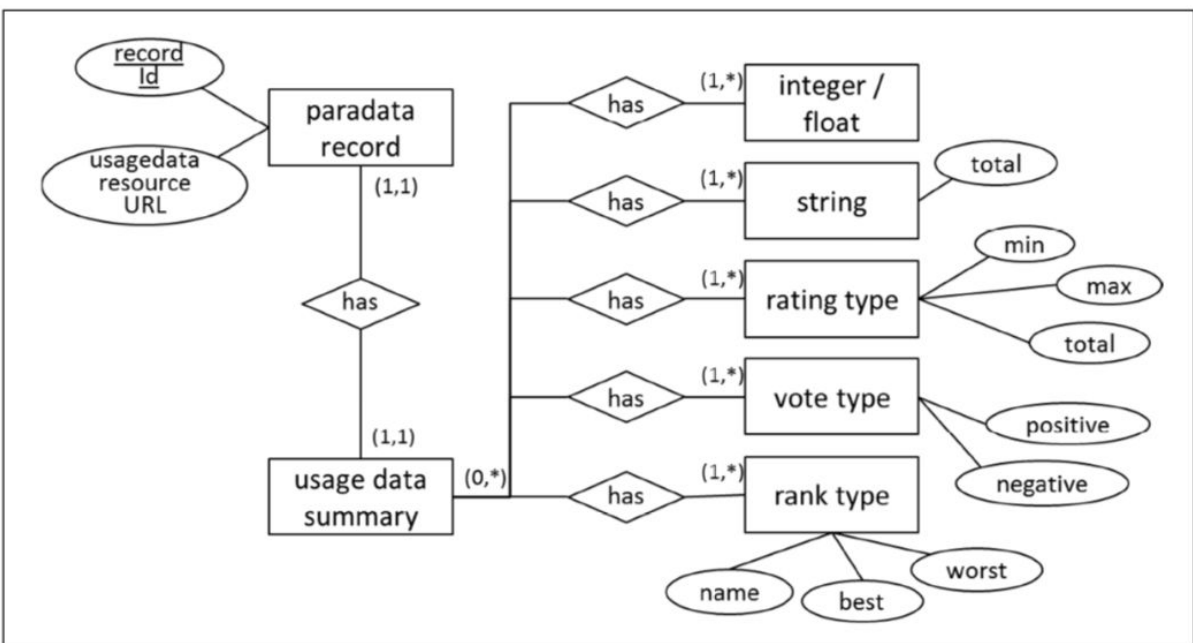 record
Id
usagedata
resource
URL
paradata
record
(1,1)
has
(1,1)
usage data
summary
(0,*)
has
(1,*)
integer /
float
has
(1,*)
string
total
has
(1,*)
rating type
min
max
total
has
(1,*)
vote type
positive
negative
has
(1,*)
rank type
name
best
worst